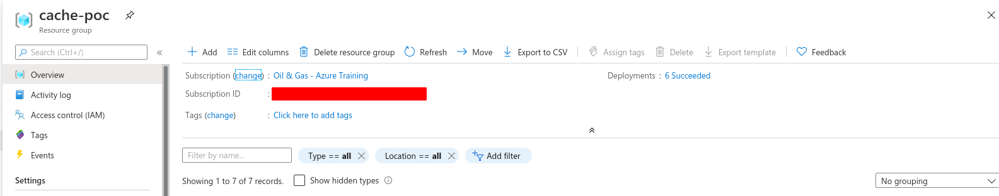 cache-poc
Resource group
Search (Ctrl+/)
«
Overview
Activity log
Access control (IAM)
Tags
Events
Settings
Add Edit columns Delete resource group Refresh Move Export to CSV Assign tags Delete Export template Feedback
Subscription (change) : Oil & Gas - Azure Training
Deployments : 6 Succeeded
Subscription ID :
Tags (change) : Click here to add tags
Filter by name...
Type == all
Location == all
Add filter
Showing 1 to 7 of 7 records.
Show hidden types
No grouping